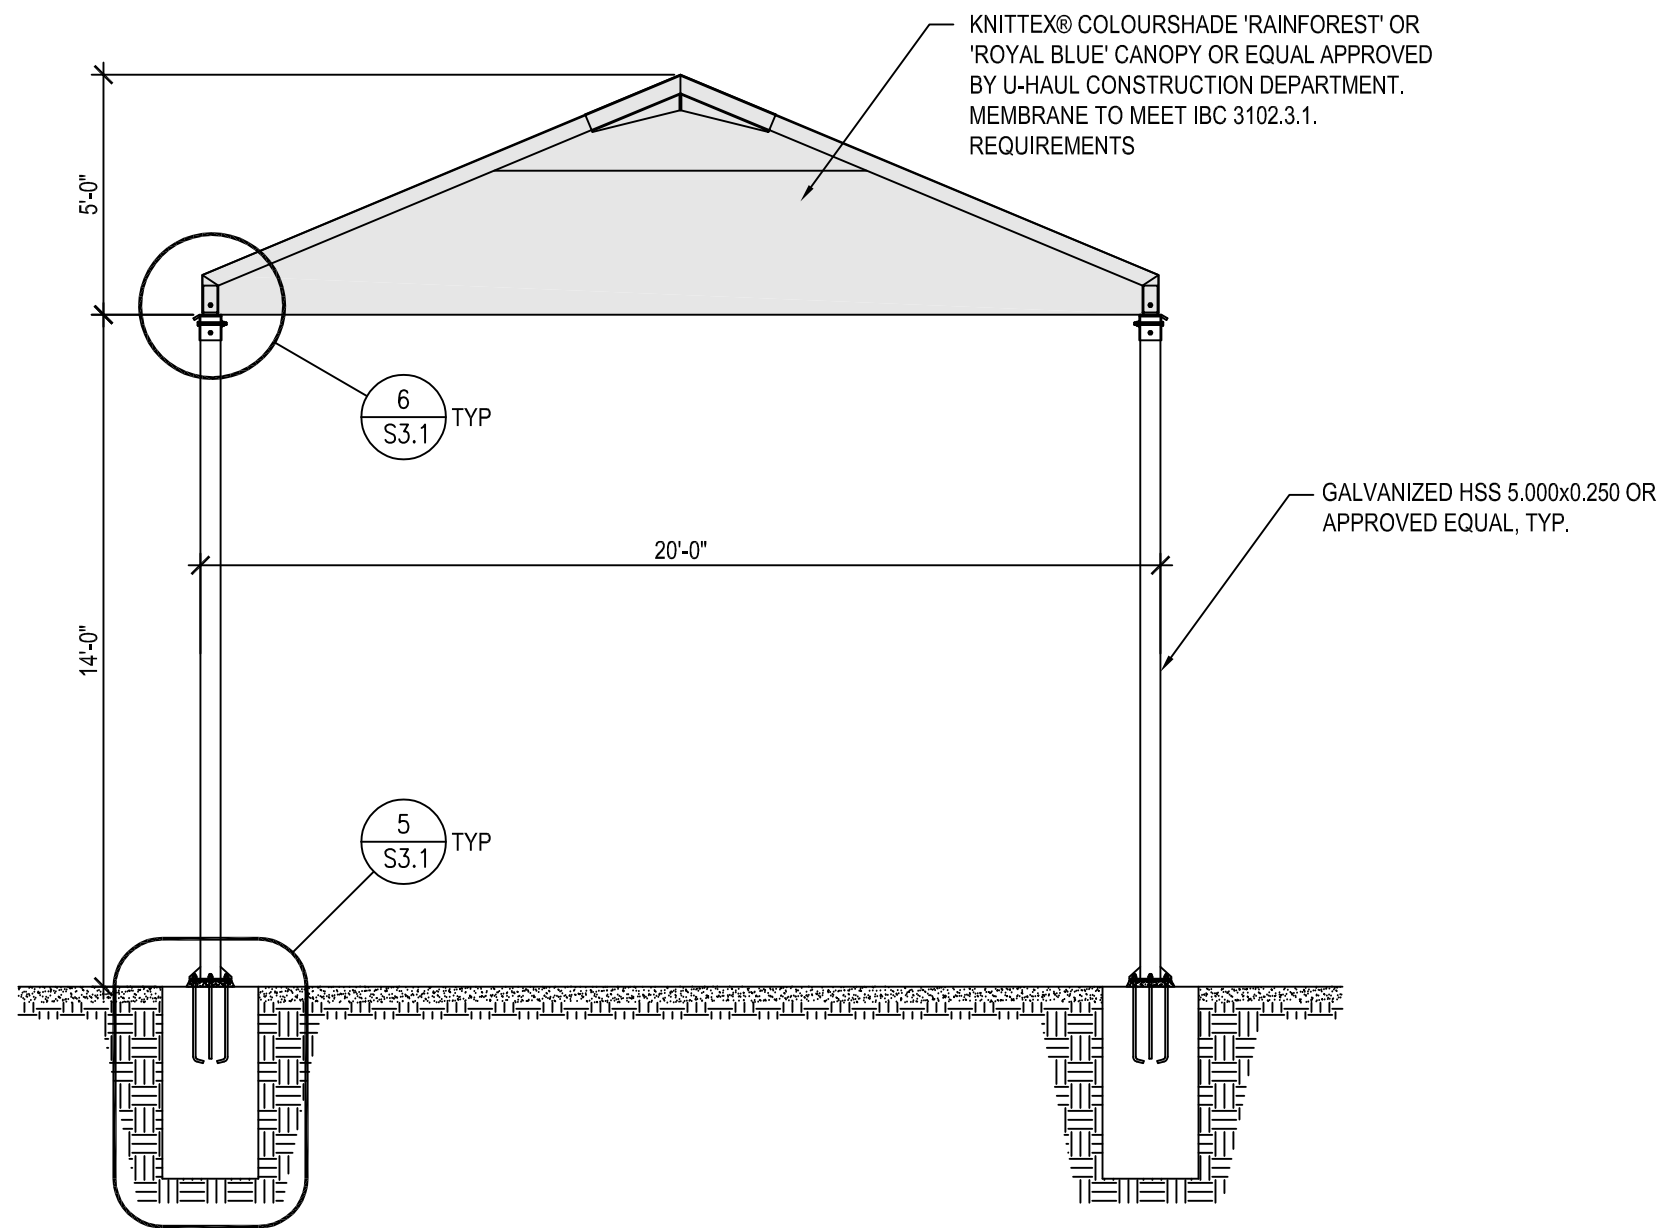 KNITTEX® COLOURSHADE 'RAINFOREST' OR
'ROYAL BLUE' CANOPY OR EQUAL APPROVED
BY U-HAUL CONSTRUCTION DEPARTMENT.
MEMBRANE TO MEET IBC 3102.3.1.
REQUIREMENTS
5'-0"
6
S3.1
TYP
GALVANIZED HSS 5.000x0.250 OR
APPROVED EQUAL, TYP.
20'-0"
14'-0"
5
S3.1
TYP